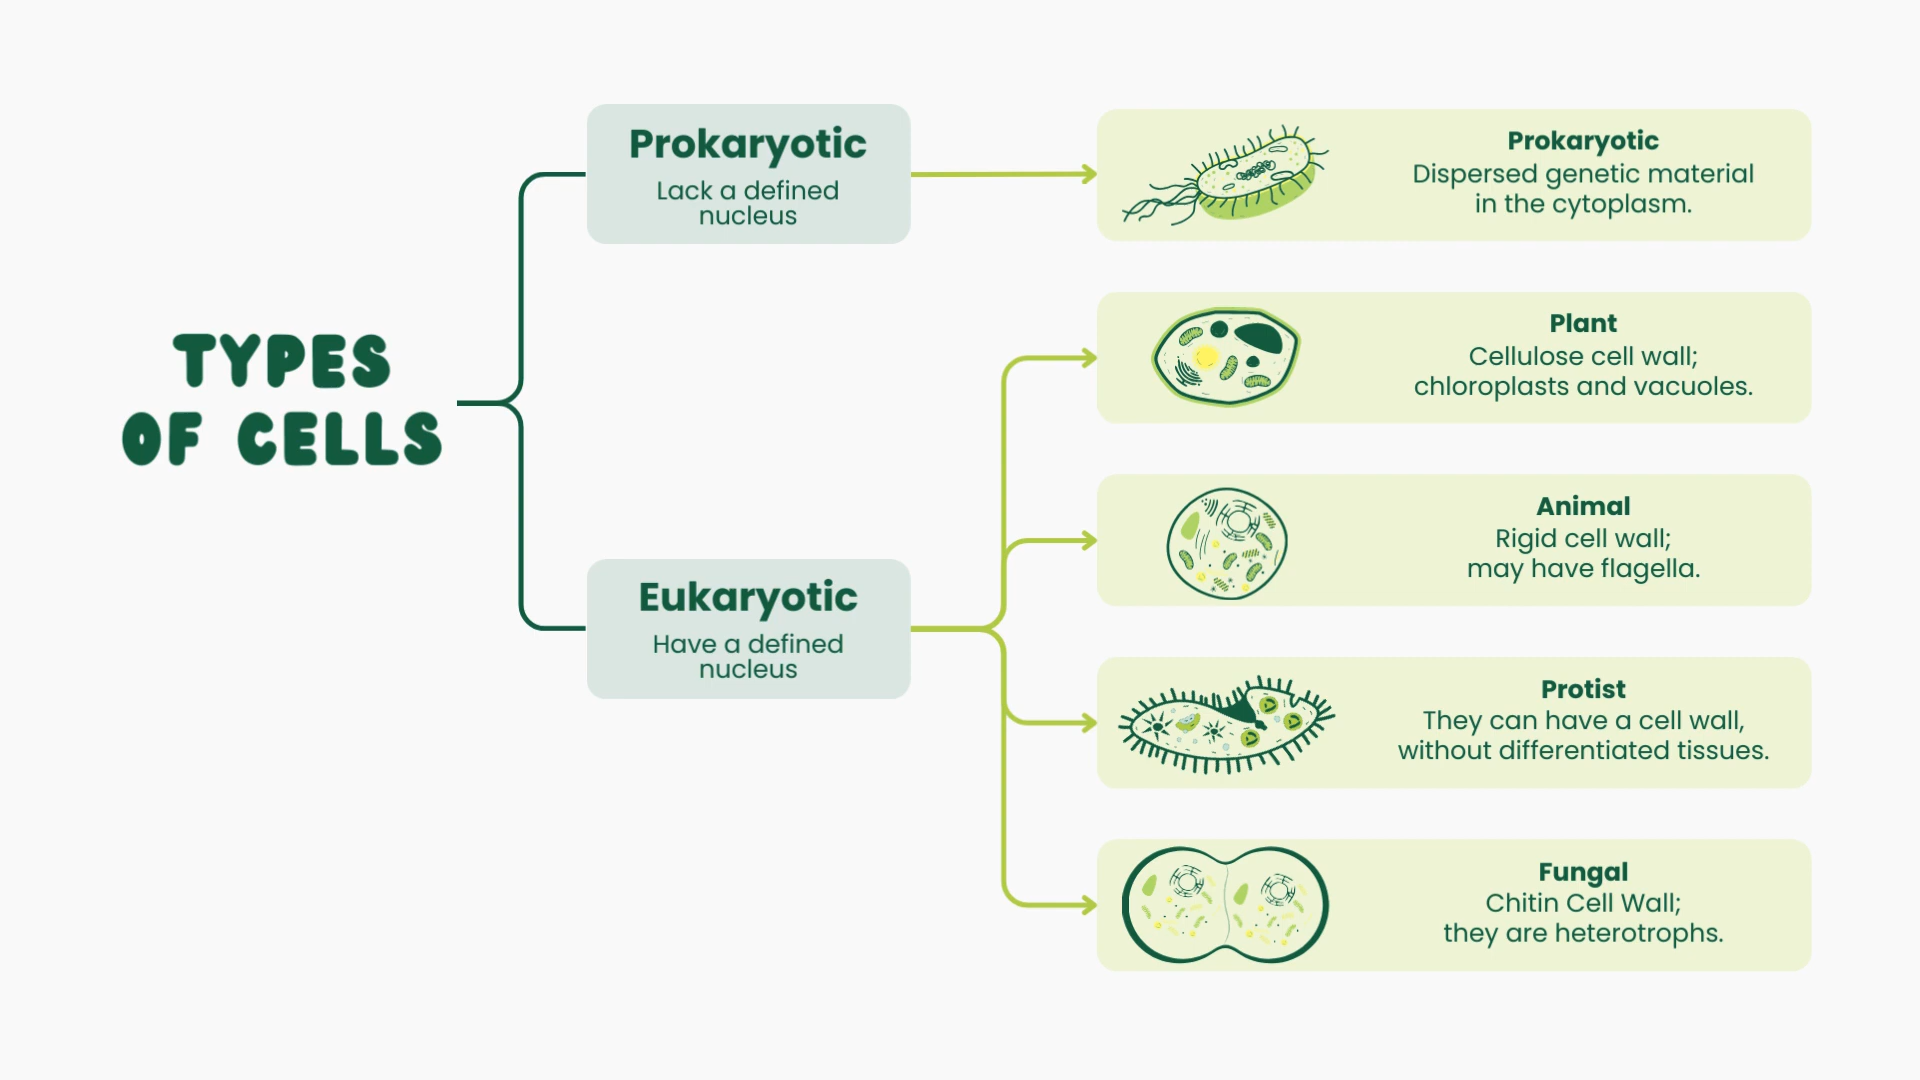 TYPES
OF CELLS
Prokaryotic
Lack a defined
nucleus
Eukaryotic
Have a defined
nucleus
Prokaryotic
Dispersed genetic material
in the cytoplasm.
Plant
Cellulose cell wall;
chloroplasts and vacuoles.
Animal
Rigid cell wall;
may have flagella.
Protist
They can have a cell wall,
without differentiated tissues.
Fungal
Chitin Cell Wall;
they are heterotrophs.